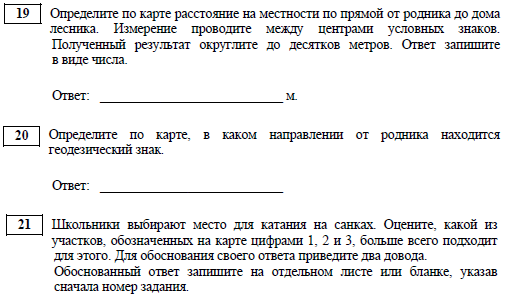 19 Определите по карте расстояние на местности по прямой от родника до дома
лесника. Измерение проводите между центрами условных знаков.
Полученный результат округлите до десятков метров. Ответ запишите
в виде числа.
Ответ: ______________________________ м.
20 Определите по карте, в каком направлении от родника находится
геодезический знак.
Ответ: ______________________________
21 Школьники выбирают место для катания на санках. Оцените, какой из
участков, обозначенных на карте цифрами 1, 2 и 3, больше всего подходит
для этого. Для обоснования своего ответа приведите два довода.
Обоснованный ответ запишите на отдельном листе или бланке, указав
сначала номер задания.